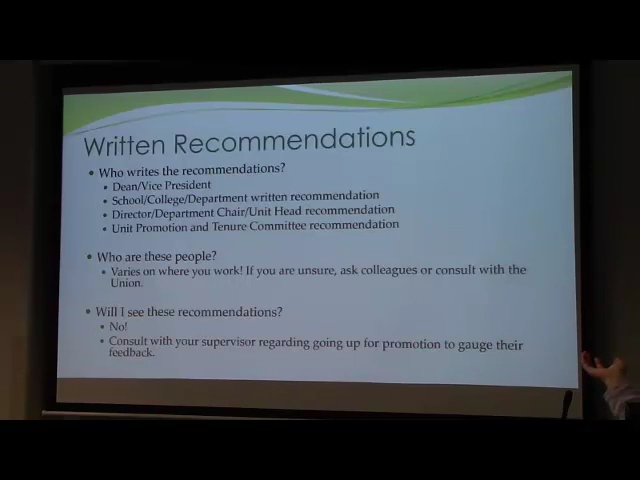 Written Recommendations
• Who writes the recommendations?
• Dean/Vice President
• School/College/Department written recommendation
• Director/Department Chair/Unit Head recommendation
• Unit Promotion and Tenure Committee recommendation
• Who are these people?
• Varies on where you work! If you are unsure, ask colleagues or consult with the
Union.
• Will I see these recommendations?
• No!
• Consult with your supervisor regarding going up for promotion to gauge their
feedback.